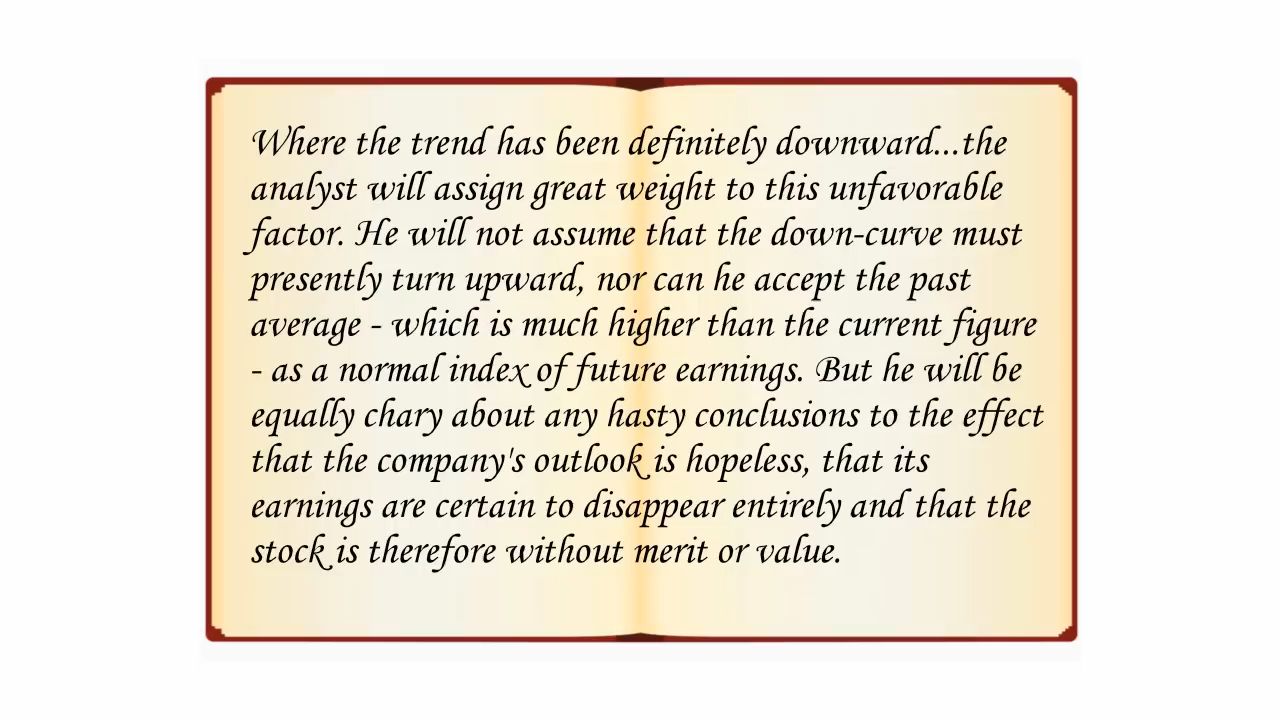 Where the trend has been definitely downward...the
analyst will assign great weight to this unfavorable
factor. He will not assume that the down-curve must
presently turn upward, nor can he accept the past
average - which is much higher than the current figure
- as a normal index of future earnings. But he will be
equally chary about any hasty conclusions to the effect
that the company's outlook is hopeless, that its
earnings are certain to disappear entirely and that the
stock is therefore without merit or value.